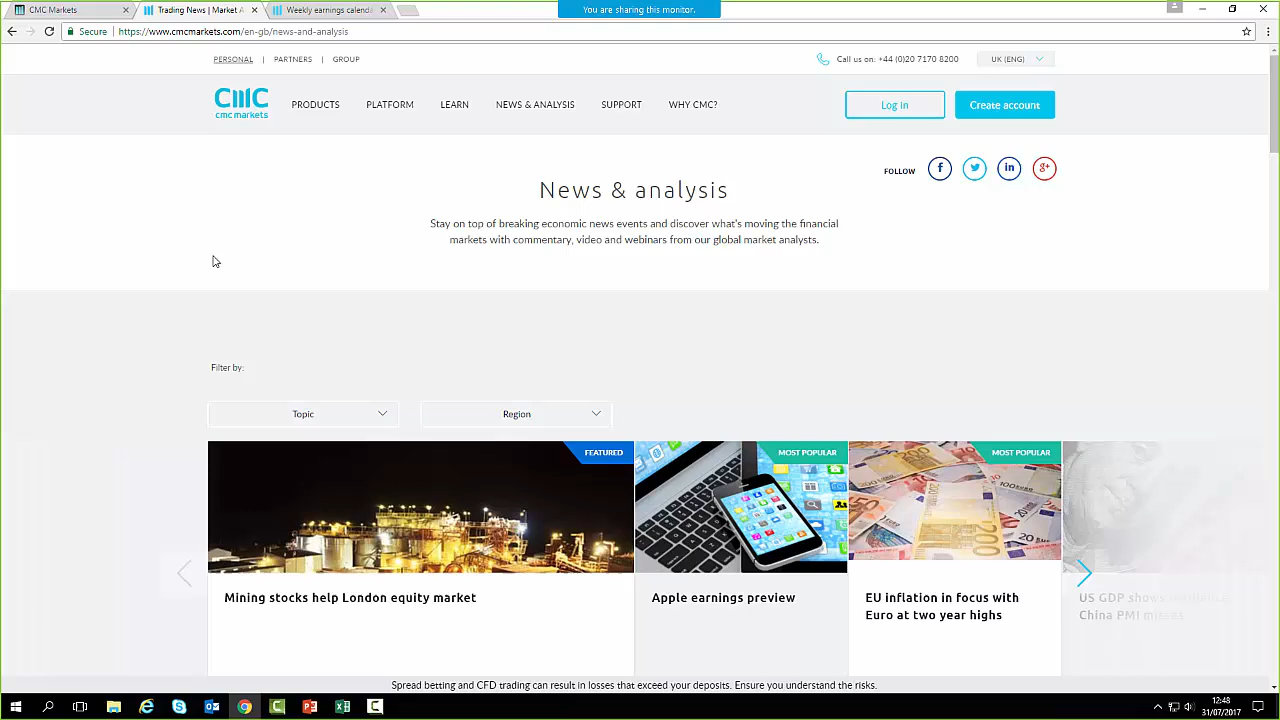 You are sharing this monitor.
CMC Markets
Trading News | Market A
Weekly earnings calenda
Secure
https://www.cmcmarkets.com/en-gb/news-and-analysis
PERSONAL | PARTNERS | GROUP
Call us on: +44 (0)20 7170 8200
UK (ENG)
CMC
cmc markets
PRODUCTS
PLATFORM
LEARN
NEWS & ANALYSIS
SUPPORT
WHY CMC?
Log in
Create account
FOLLOW
f
in
g+
News & analysis
Stay on top of breaking economic news events and discover what's moving the financial
markets with commentary, video and webinars from our global market analysts.
Filter by:
Topic
Region
FEATURED
MOST POPULAR
MOST POPULAR
Mining stocks help London equity market
Apple earnings preview
EU inflation in focus with
Euro at two year highs
US GDP shows
China PMI misses
Spread betting and CFD trading can result in losses that exceed your deposits. Ensure you understand the risks.
12:48
31/07/2017